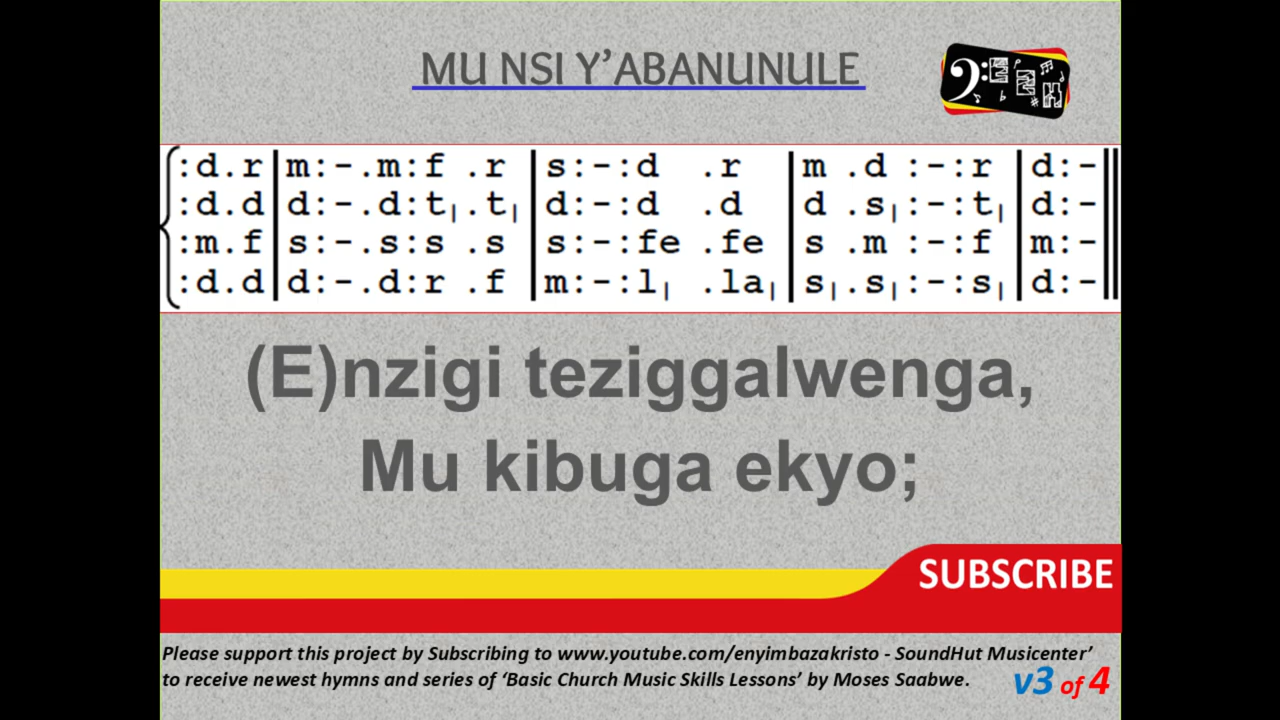 MU NSI Y’ABANUNULE
:d.r|m:-.m:f .r |s:-:d .r |m .d :-:r |d:-||
:d.d|d:-.d:t|.t||d:-:d .d |d .s|:-:t||d:-||
:m.f|s:-.s:s .s |s:-:fe .fe |s .m :-:f |m:-||
:d.d|d:-.d:r .f |m:-:l| .la||s|.s|:-:s||d:-||
(E)nzigi teziggalwenga,
Mu kibuga ekyo;
SUBSCRIBE
Please support this project by Subscribing to www.youtube.com/enyimbazakristo - SoundHut Musicenter’
to receive newest hymns and series of ‘Basic Church Music Skills Lessons’ by Moses Saabwe.
v3 of 4